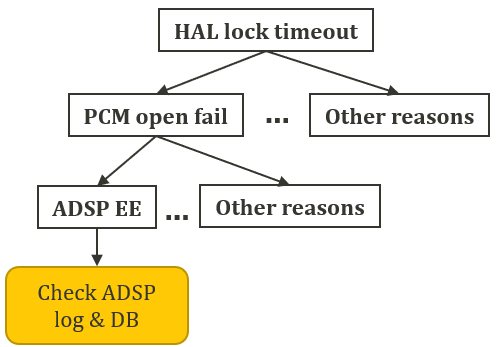 HAL lock timeout
PCM open fail
...
Other reasons
ADSP EE
...
Other reasons
Check ADSP
log & DB